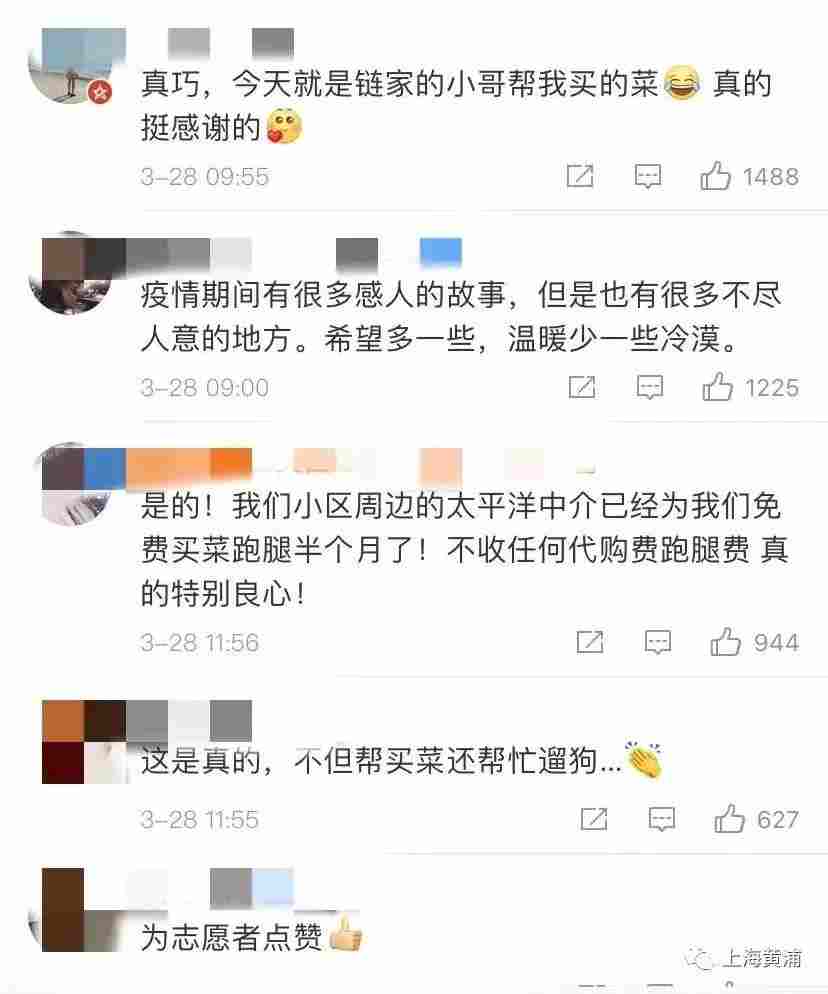 真巧，今天就是链家的小哥帮我买的菜😂 真的
挺感谢的🥰
3-28 09:55
1488
疫情期间有很多感人的故事，但是也有很多不尽
人意的地方。希望多一些，温暖少一些冷漠。
3-28 09:00
1225
是的！我们小区周边的太平洋中介已经为我们免
费买菜跑腿半个月了！不收任何代购费跑腿费 真
的特别良心！
3-28 11:56
944
这是真的，不但帮买菜还帮忙遛狗...👏
3-28 11:55
627
为志愿者点赞👍
上海黄浦